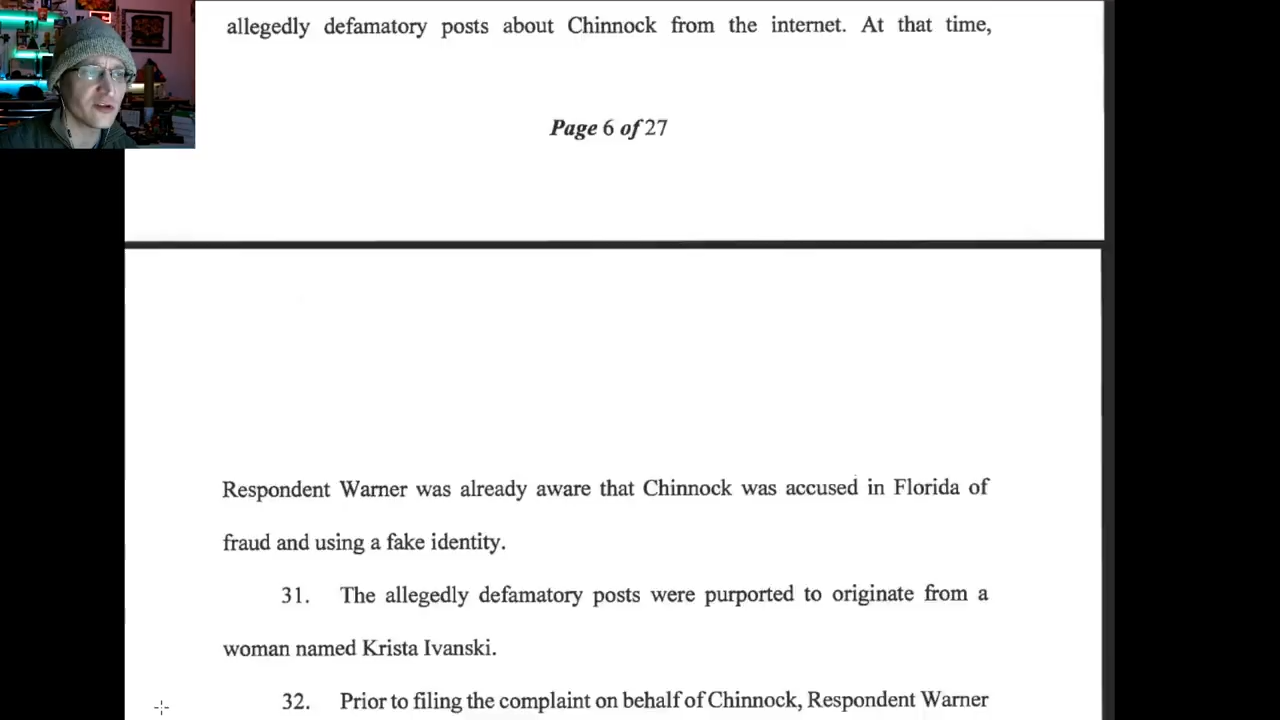 allegedly defamatory posts about Chinnock from the internet. At that time,
Page 6 of 27
Respondent Warner was already aware that Chinnock was accused in Florida of
fraud and using a fake identity.
31. The allegedly defamatory posts were purported to originate from a
woman named Krista Ivanski.
32. Prior to filing the complaint on behalf of Chinnock, Respondent Warner